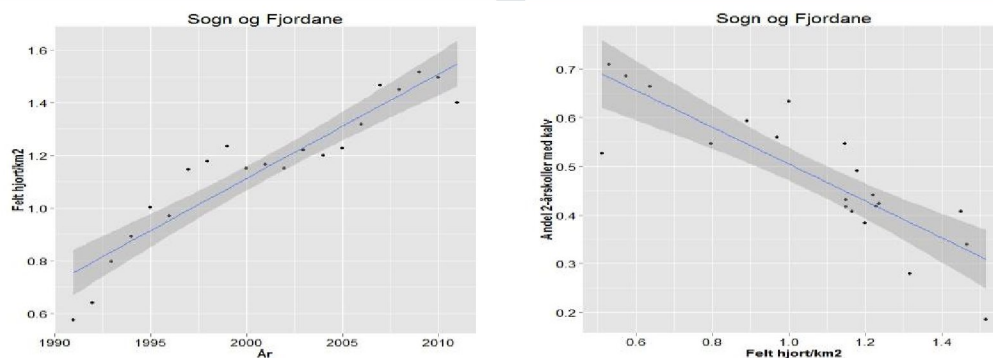 Sogn og Fjordane
Felt hjort/km2
1.6
1.4
1.2
1.0
0.8
0.6
1990 1995 2000 2005 2010
År
Sogn og Fjordane
Andel 2-årskoller med kalv
0.7
0.6
0.5
0.4
0.3
0.2
0.6 0.8 1.0 1.2 1.4
Felt hjort/km2